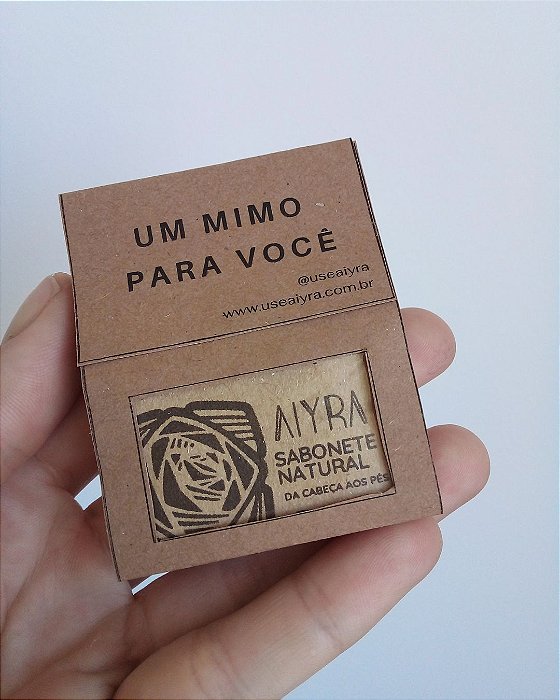 UM MIMO
PARA VOCÊ
@useaiyra
www.useaiyra.com.br
AIYRA
SABONETE
NATURAL
DA CABEÇA AOS PÉS